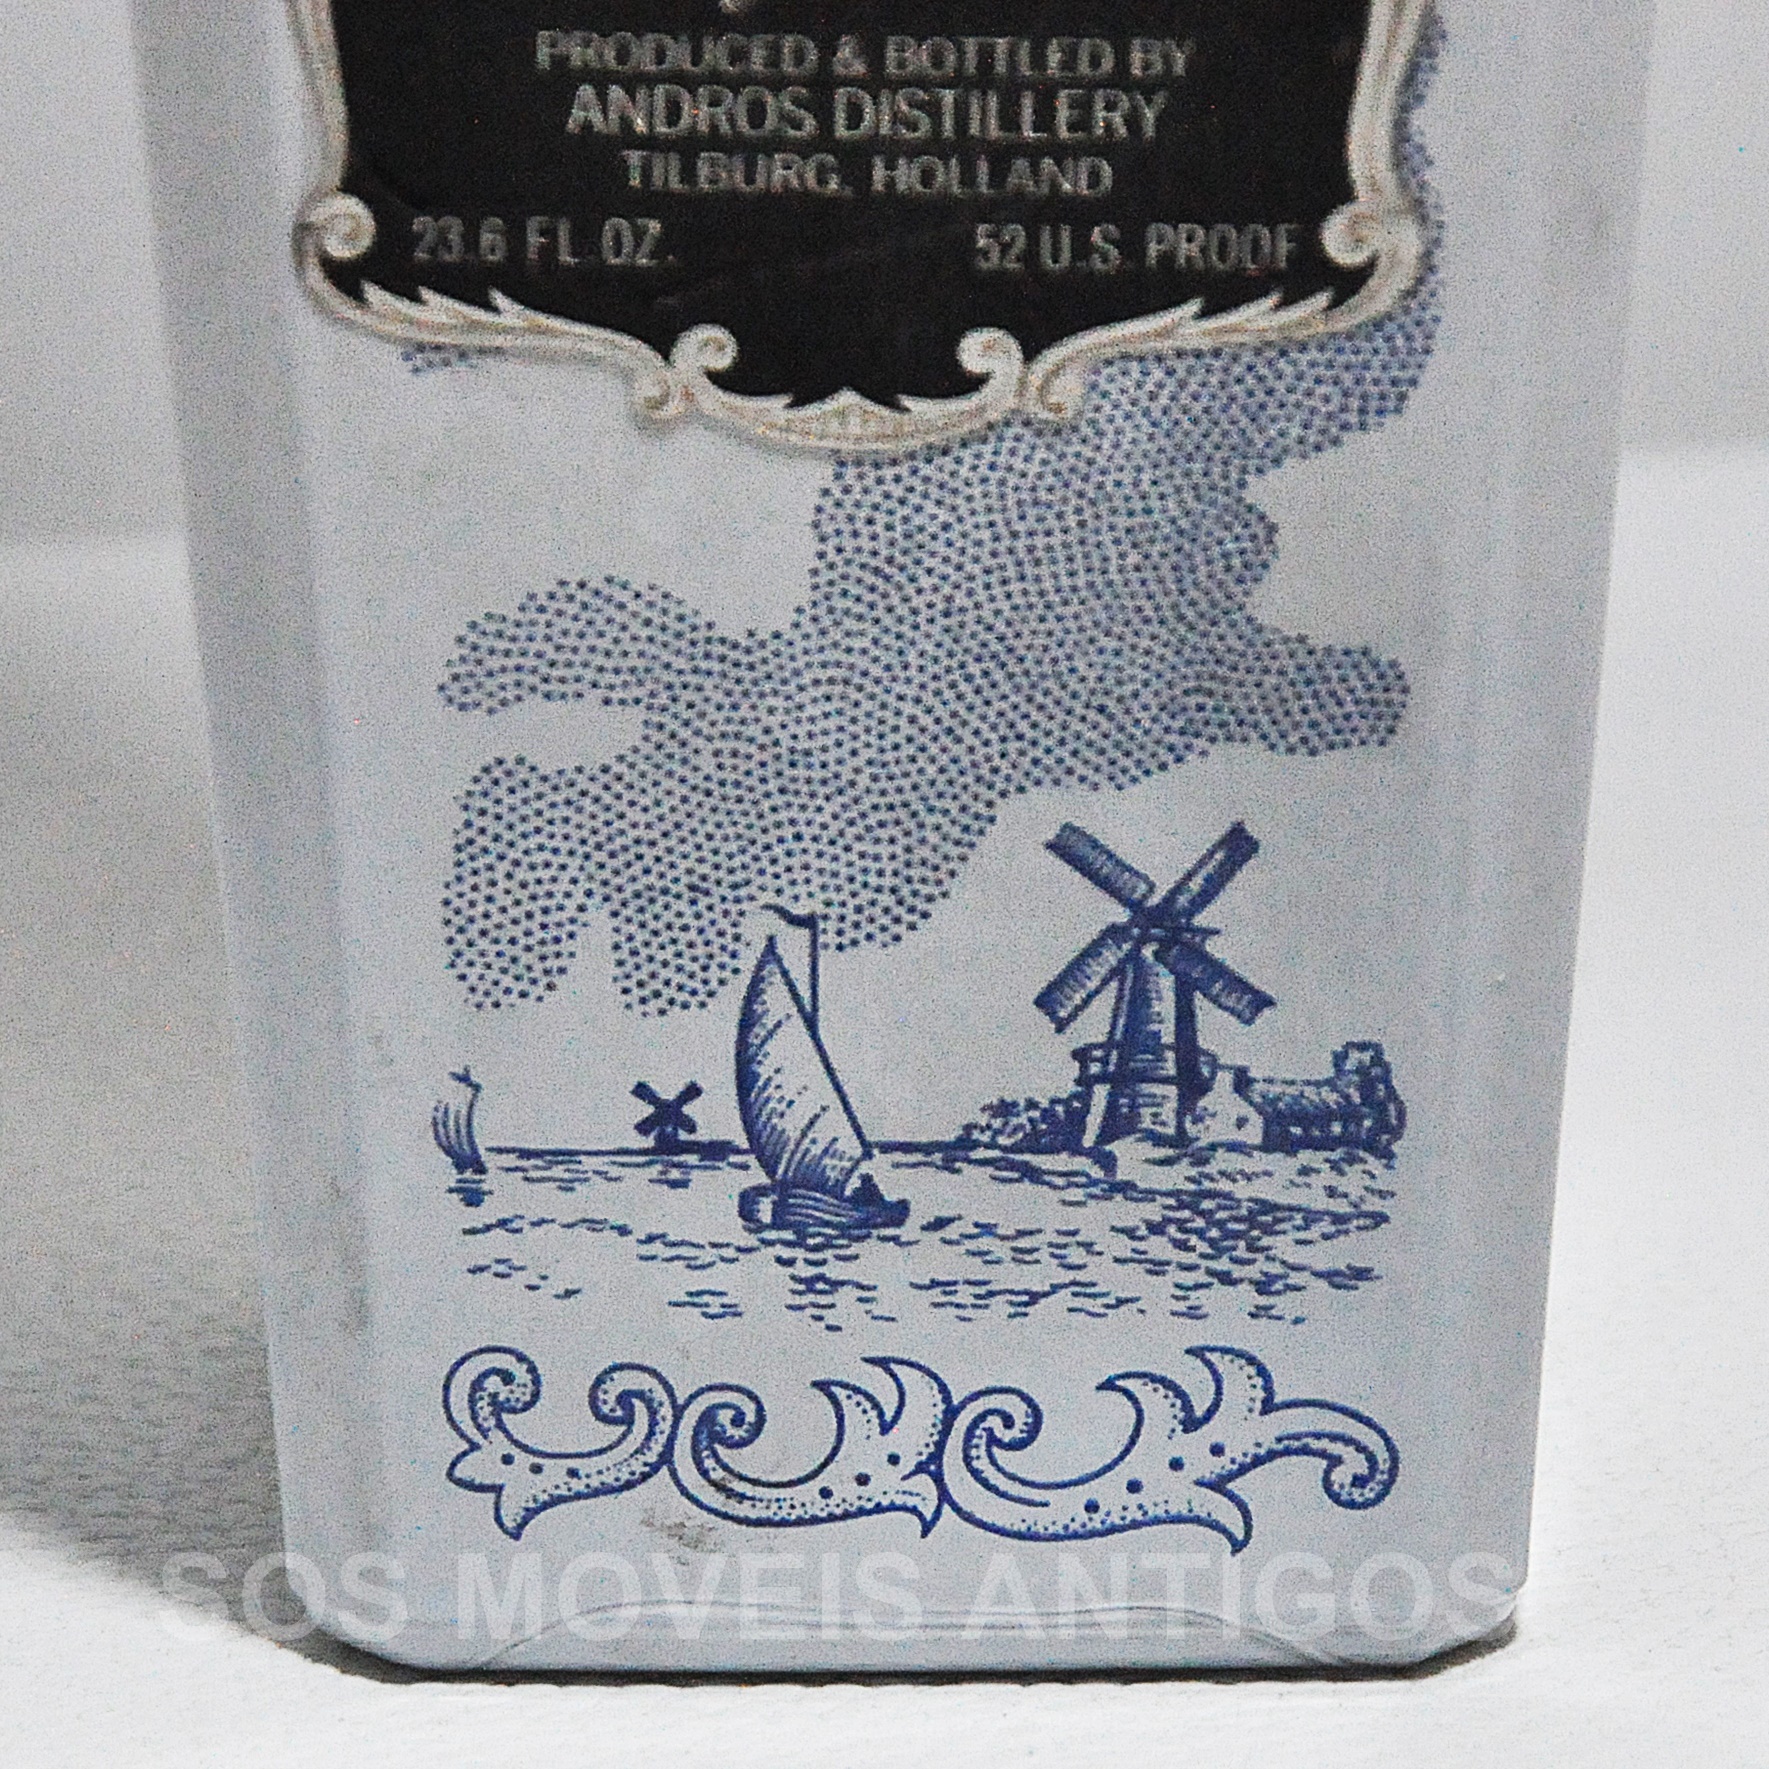 PRODUCED & BOTTLED BY
ANDROS DISTILLERY
TILBURG, HOLLAND
23.6 FL. OZ. 52 U.S. PROOF
SOS MOVEIS ANTIGOS